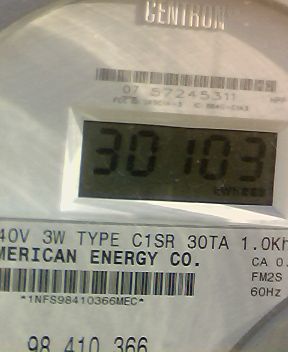 CENTRON
07 57245311
30103
40V 3W TYPE C1SR 30TA 1.0Kh
MERICAN ENERGY CO.
CA 0.
FM2S
*1NFS98410366MEC*
60Hz
98 410 366